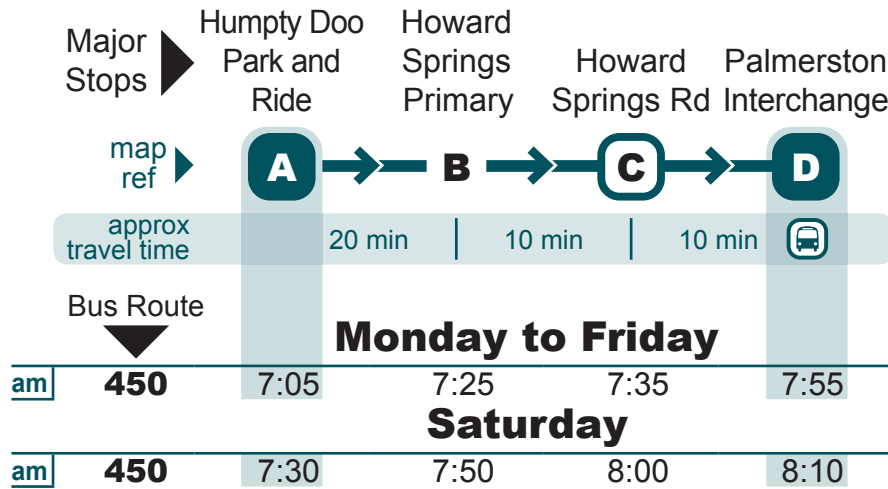 Major Stops
Humpty Doo Park and Ride
Howard Springs Primary
Howard Springs Rd
Palmerston Interchange
map ref
A B C D
approx travel time
20 min 10 min 10 min
Bus Route
Monday to Friday
am 450 7:05 7:25 7:35 7:55
Saturday
am 450 7:30 7:50 8:00 8:10